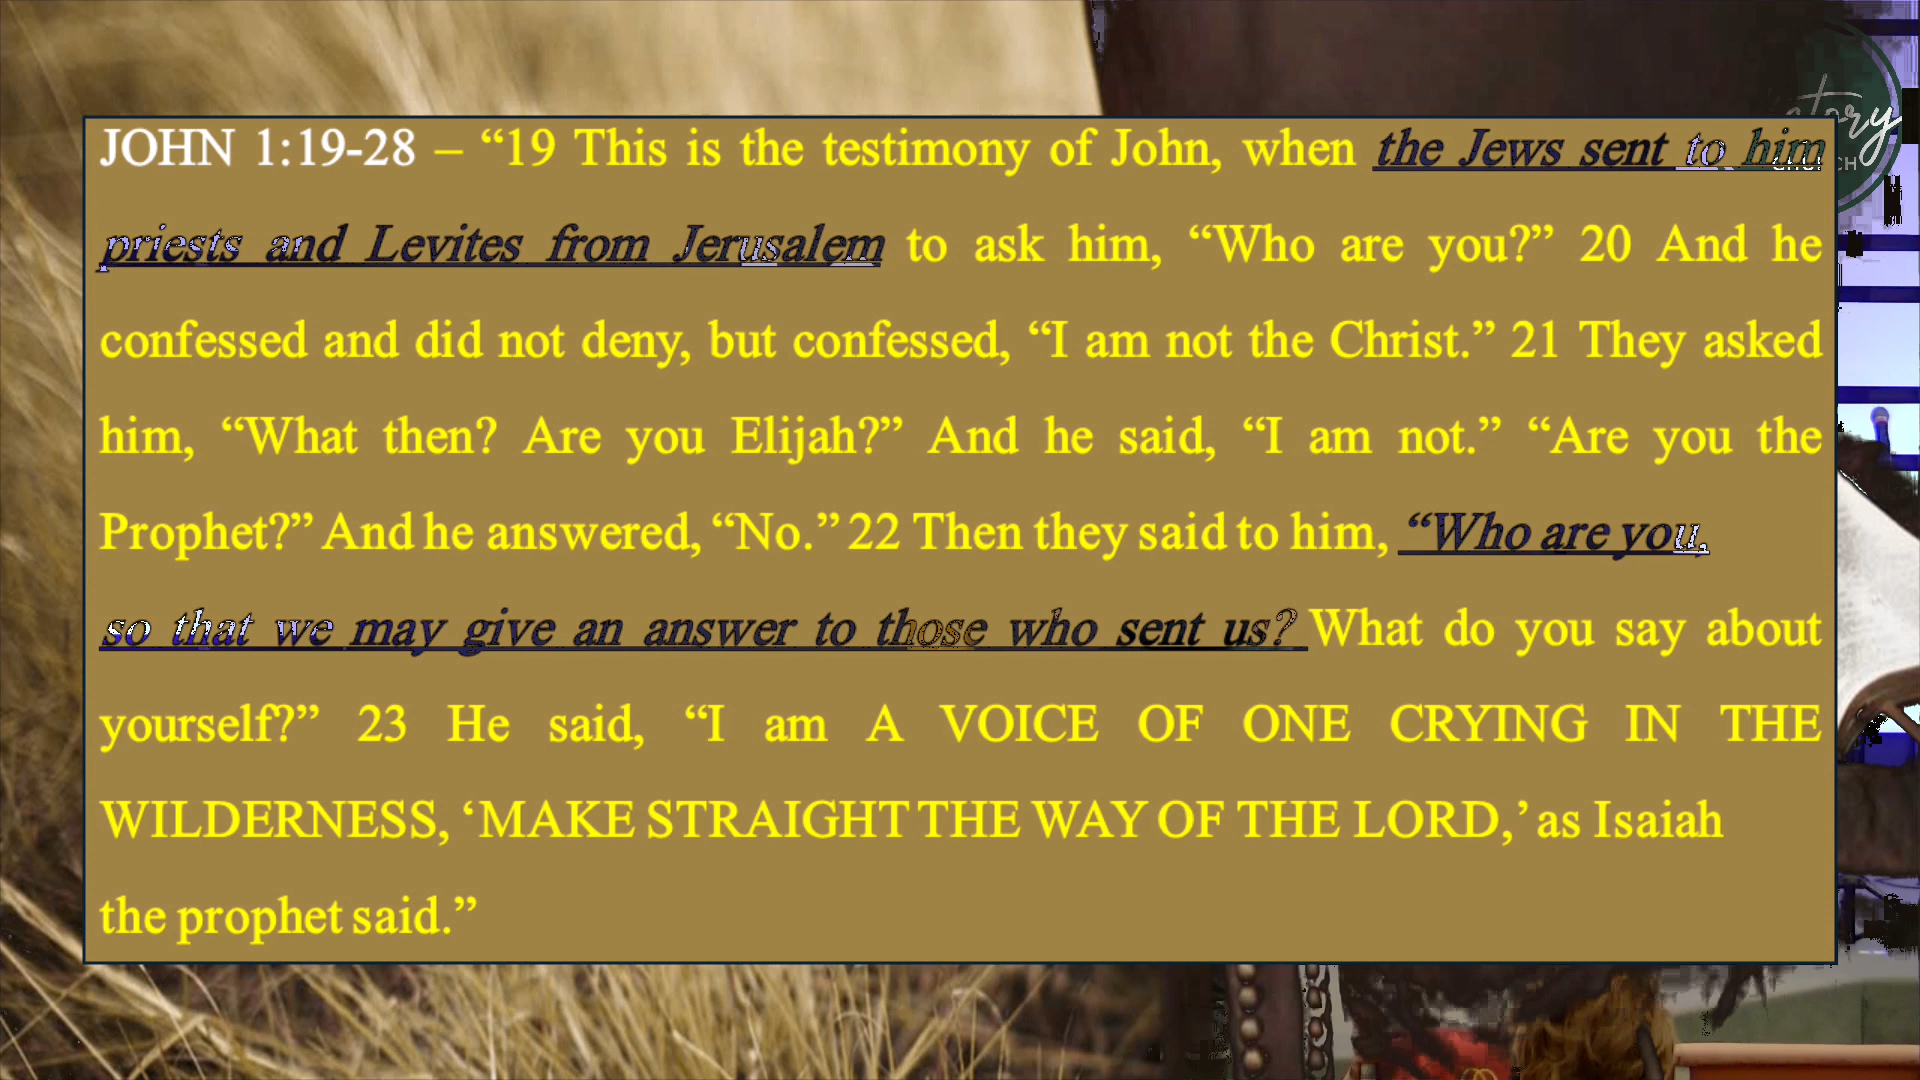 JOHN 1:19-28 – “19 This is the testimony of John, when the Jews sent to him
priests and Levites from Jerusalem to ask him, “Who are you?” 20 And he
confessed and did not deny, but confessed, “I am not the Christ.” 21 They asked
him, “What then? Are you Elijah?” And he said, “I am not.” “Are you the
Prophet?” And he answered, “No.” 22 Then they said to him, “Who are you,
so that we may give an answer to those who sent us? What do you say about
yourself?” 23 He said, “I am A VOICE OF ONE CRYING IN THE
WILDERNESS, ‘MAKE STRAIGHT THE WAY OF THE LORD,’ as Isaiah
the prophet said.”